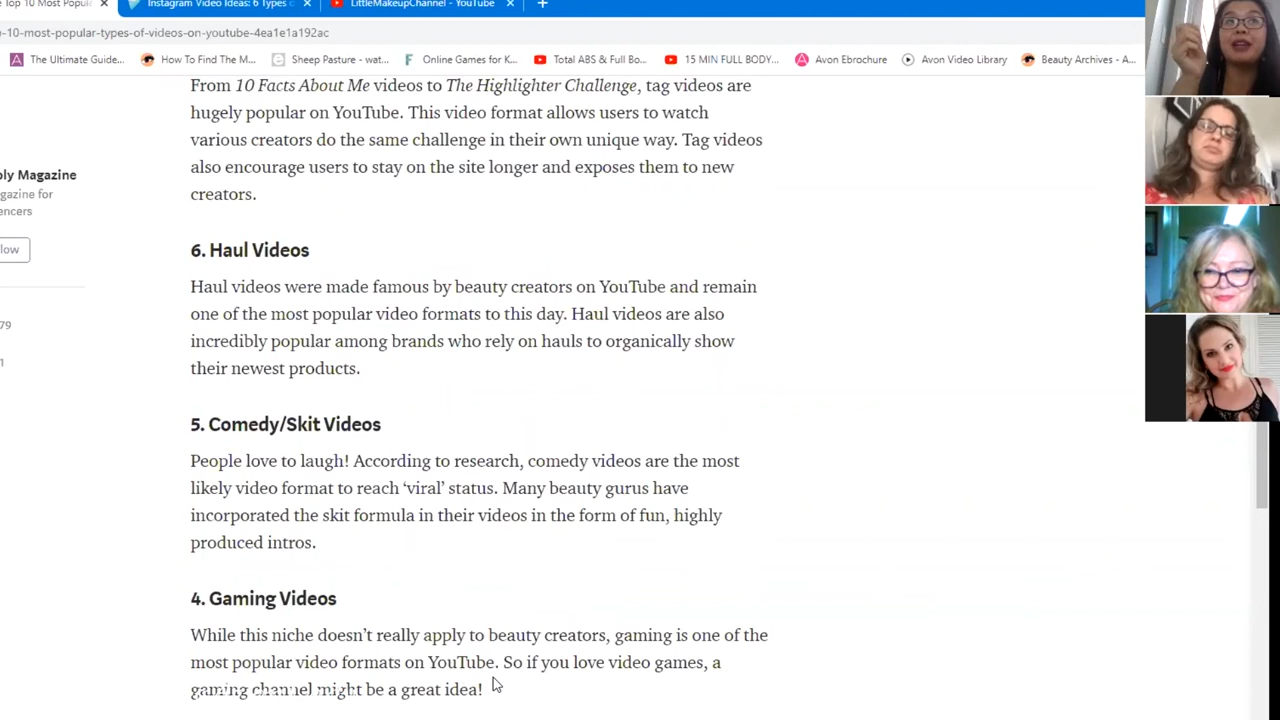 Top 10 Most Popul
Instagram Video Ideas: 6 Types
LittleMakeupChannel - YouTube
e-10-most-popular-types-of-videos-on-youtube-4ea1e1a192ac
The Ultimate Guide...
How To Find The M...
Sheep Pasture - wat...
Online Games for K...
Total ABS & Full Bo...
15 MIN FULL BODY...
Avon Ebrochure
Avon Video Library
Beauty Archives - A...
From 10 Facts About Me videos to The Highlighter Challenge, tag videos are
hugely popular on YouTube. This video format allows users to watch
various creators do the same challenge in their own unique way. Tag videos
also encourage users to stay on the site longer and exposes them to new
creators.
ply Magazine
gazine for
encers
low
79
1
6. Haul Videos
Haul videos were made famous by beauty creators on YouTube and remain
one of the most popular video formats to this day. Haul videos are also
incredibly popular among brands who rely on hauls to organically show
their newest products.
5. Comedy/Skit Videos
People love to laugh! According to research, comedy videos are the most
likely video format to reach ‘viral’ status. Many beauty gurus have
incorporated the skit formula in their videos in the form of fun, highly
produced intros.
4. Gaming Videos
While this niche doesn’t really apply to beauty creators, gaming is one of the
most popular video formats on YouTube. So if you love video games, a
gaming channel might be a great idea!